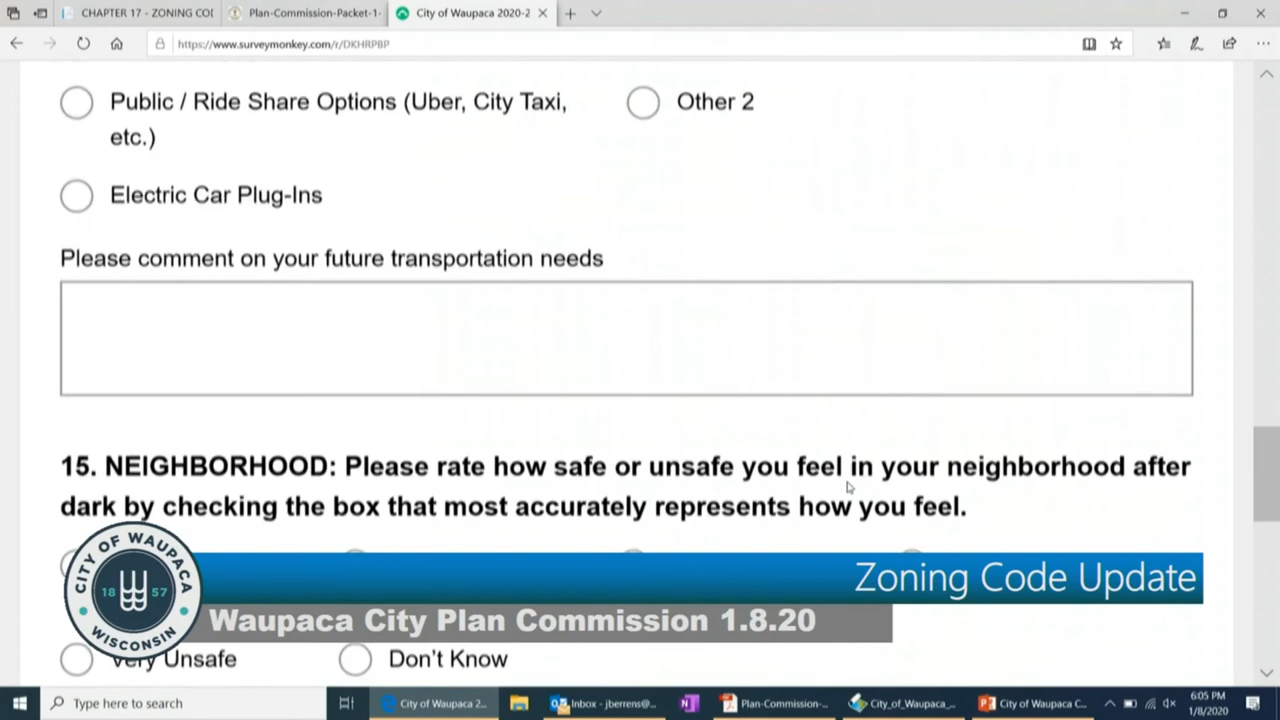 CHAPTER 17 - ZONING COI
Plan-Commission-Packet-1-
City of Waupaca 2020-2
https://www.surveymonkey.com/r/DKHRPBP
Public / Ride Share Options (Uber, City Taxi,
etc.)
Other 2
Electric Car Plug-Ins
Please comment on your future transportation needs
15. NEIGHBORHOOD: Please rate how safe or unsafe you feel in your neighborhood after
dark by checking the box that most accurately represents how you feel.
CITY OF WAUPACA
18 57
WISCONSIN
Zoning Code Update
Waupaca City Plan Commission 1.8.20
Very Unsafe
Don't Know
Type here to search
City of Waupaca 2...
Inbox - jberrens@...
Plan-Commission-...
City_of_Waupaca_...
City of Waupaca C...
6:05 PM
1/8/2020